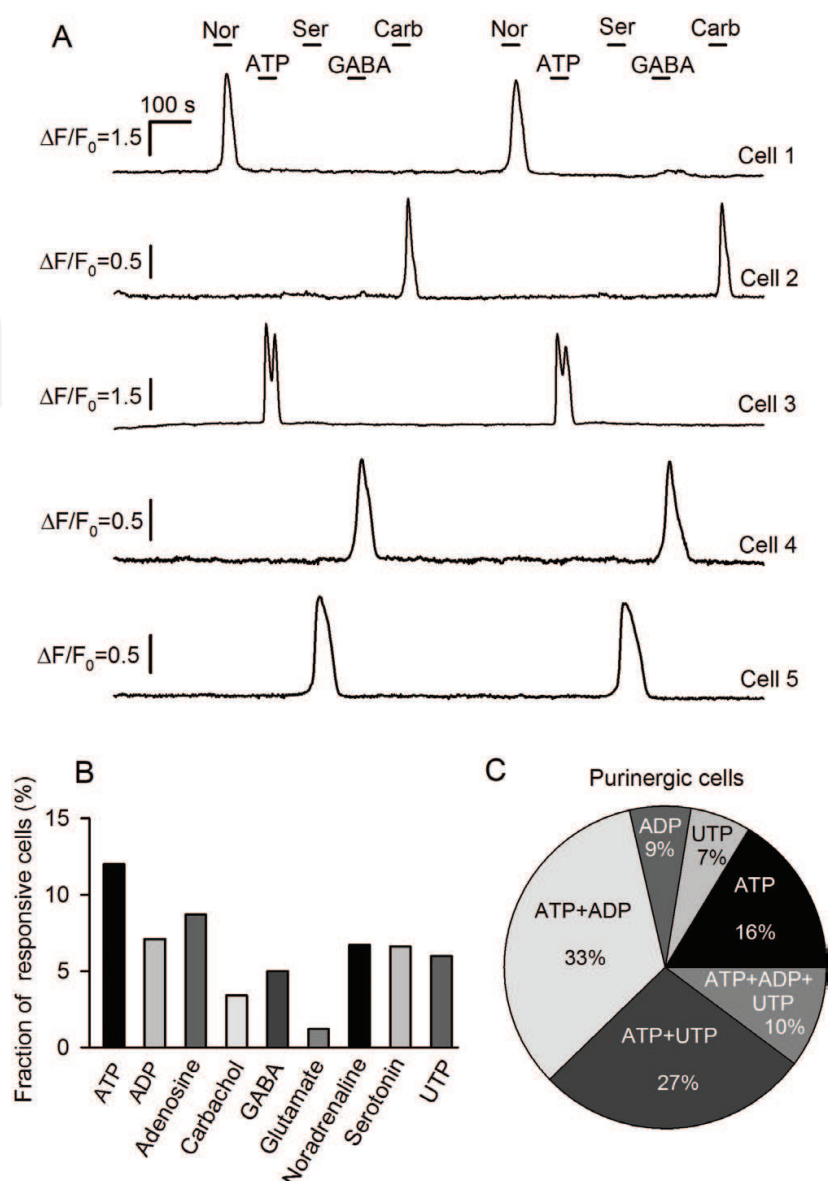 A
Nor Ser Carb Nor Ser Carb
ATP GABA ATP GABA
100 s
ΔF/F0=1.5
Cell 1
ΔF/F0=0.5
Cell 2
ΔF/F0=1.5
Cell 3
ΔF/F0=0.5
Cell 4
ΔF/F0=0.5
Cell 5
B
Fraction of responsive cells (%)
15
10
5
0
ATP
ADP
Adenosine
Carbachol
GABA
Glutamate
Noradrenaline
Serotonin
UTP
C
Purinergic cells
ADP
9%
UTP
7%
ATP
16%
ATP+ADP
33%
ATP+ADP+
UTP
10%
ATP+UTP
27%